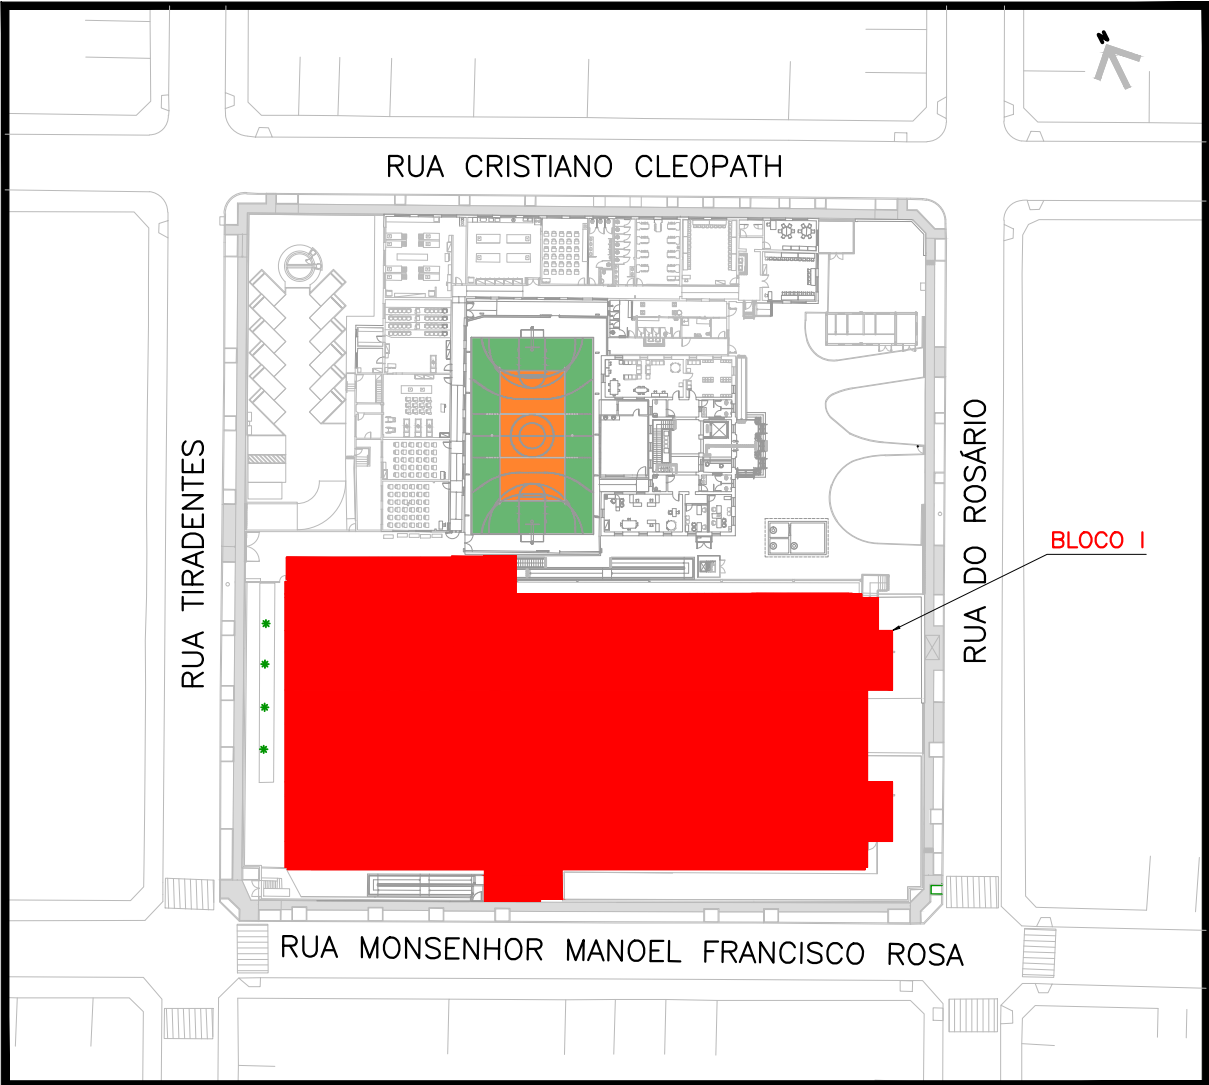 N
RUA CRISTIANO CLEOPATH
RUA TIRADENTES
RUA DO ROSÁRIO
BLOCO I
RUA MONSENHOR MANOEL FRANCISCO ROSA